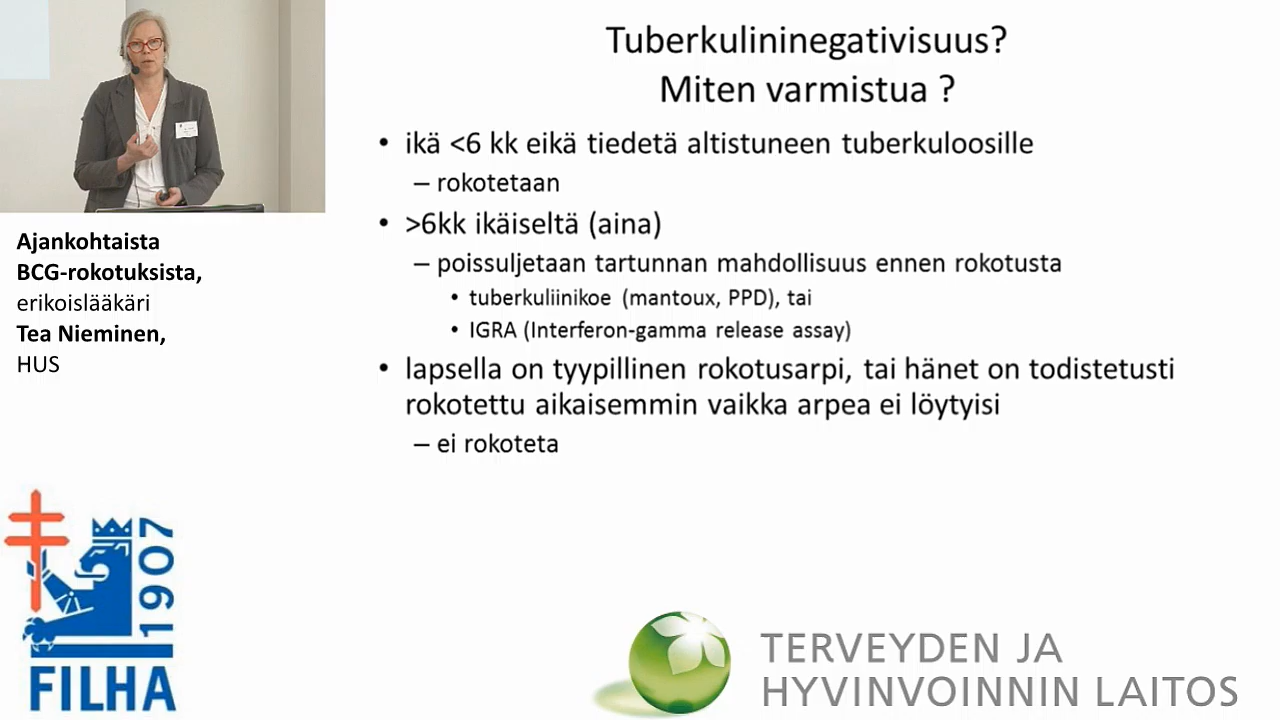 Tuberkulininegativisuus?
Miten varmistua ?
• ikä <6 kk eikä tiedetä altistuneen tuberkuloosille
– rokotetaan
• >6kk ikäiseltä (aina)
– poissuljetaan tartunnan mahdollisuus ennen rokotusta
• tuberkuliinikoe (mantoux, PPD), tai
• IGRA (Interferon-gamma release assay)
• lapsella on tyypillinen rokotusarpi, tai hänet on todistetusti
rokotettu aikaisemmin vaikka arpea ei löytyisi
– ei rokoteta
Ajankohtaista
BCG-rokotuksista,
erikoislääkäri
Tea Nieminen,
HUS
1907
FILHA
TERVEYDEN JA
HYVINVOINNIN LAITOS